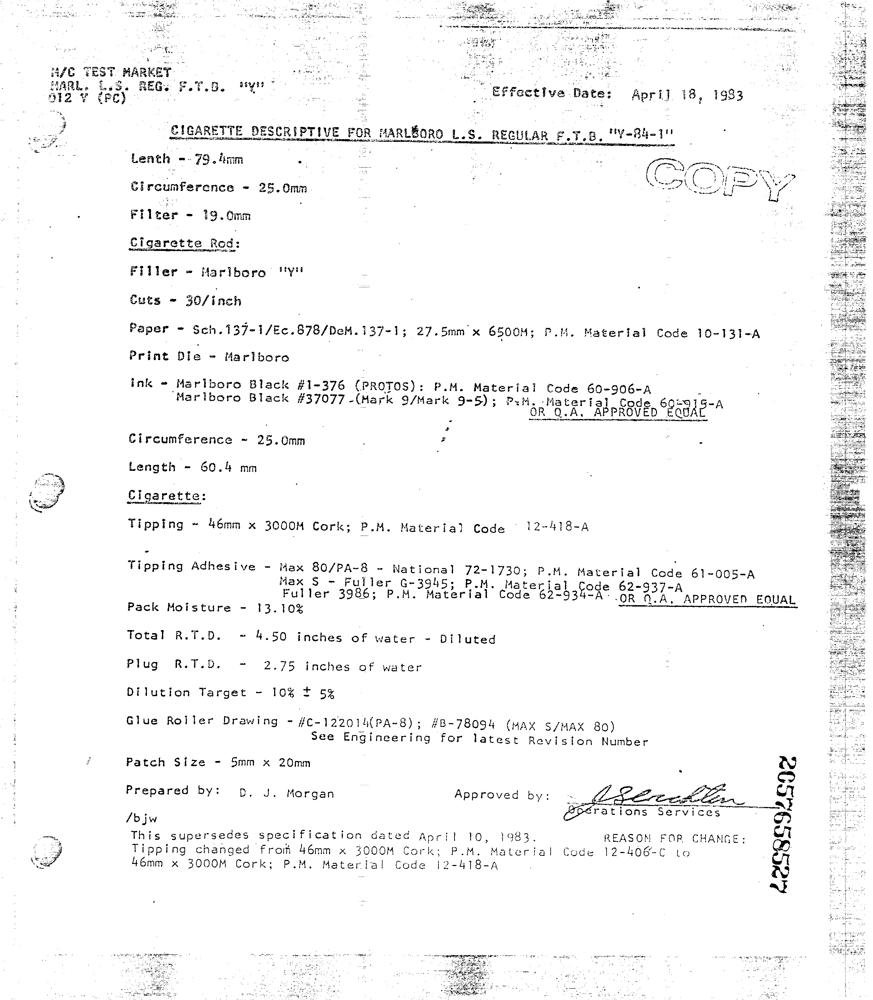 M/C TEST MARKET
MARL. L.S. REG. F.T.B. "Y"
012 Y (PC)
Effective Date: April 18, 1983
CIGARETTE DESCRIPTIVE FOR MARLBORO L.S. REGULAR F.T.B. "Y-84-1"
COPY
Lenth - 79.4mm
Circumference - 25.0mm
Filter - 19.0mm
Cigarette Rod:
Filler - Marlboro "Y"
Cuts - 30/inch
Paper - Sch.137-1/Ec.878/DeM.137-1; 27.5mm x 6500M; P.M. Material Code 10-131-A
Print Die - Marlboro
Ink - Marlboro Black #1-376 (PROTOS): P.M. Material Code 60-906-A
Marlboro Black #37077 (Mark 9/Mark 9-S); P.M. Material Code 60-915-A
OR Q.A. APPROVED EQUAL
Circumference - 25.0mm
Length - 60.4 mm
Cigarette:
Tipping - 46mm x 3000M Cork; P.M. Material Code 12-418-A
Tipping Adhesive - Max 80/PA-8 - National 72-1730; P.M. Material Code 61-005-A
Max S - Fuller G-3945; P.M. Material Code 62-937-A
Fuller 3986; P.M. Material Code 62-934-A OR Q.A. APPROVED EQUAL
Pack Moisture - 13.10%
Total R.T.D. - 4.50 inches of water - Diluted
Plug R.T.D. - 2.75 inches of water
Dilution Target - 10% ± 5%
Glue Roller Drawing - #C-122014(PA-8); #B-78094 (MAX S/MAX 80)
See Engineering for latest Revision Number
Patch Size - 5mm x 20mm
Prepared by: D. J. Morgan
Approved by:
Operations Services
/bjw
This supersedes specification dated April 10, 1983. REASON FOR CHANGE:
Tipping changed from 46mm x 3000M Cork; P.M. Material Code 12-406-C to
46mm x 3000M Cork; P.M. Material Code 12-418-A
2057658527